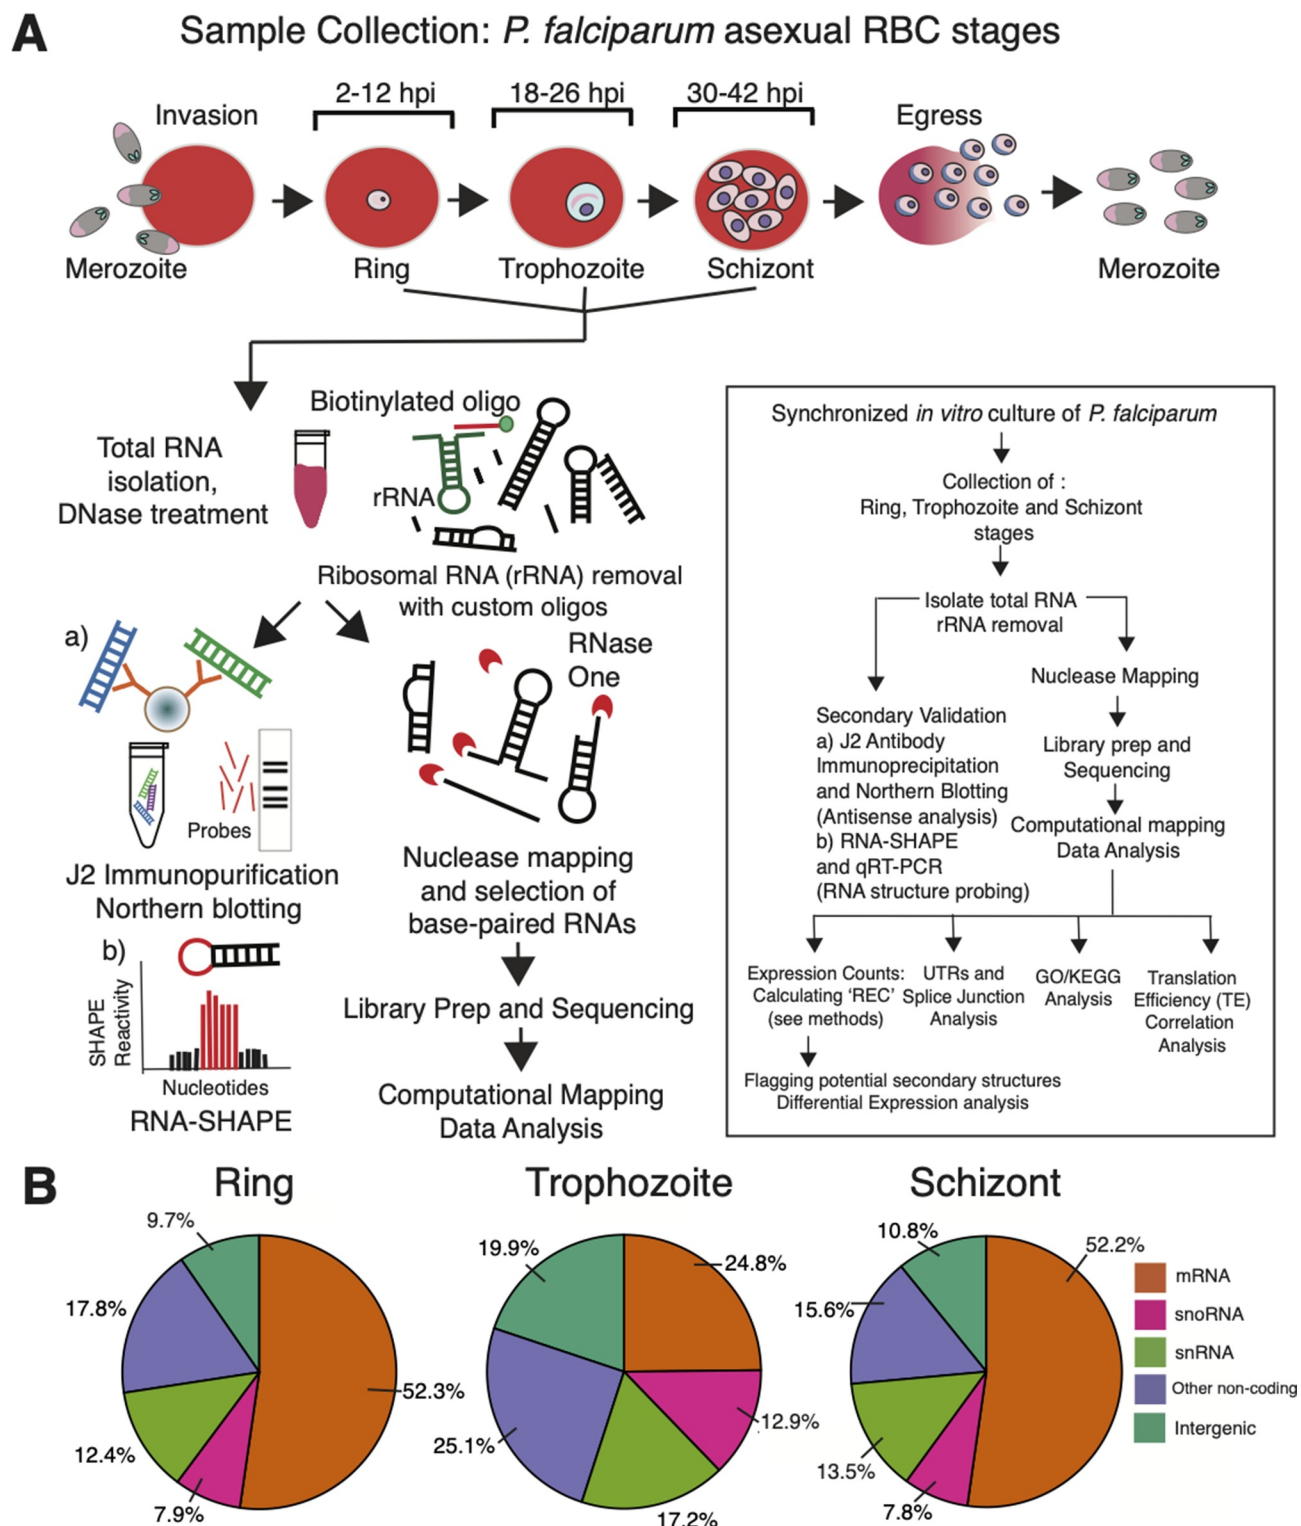 A
Sample Collection: P. falciparum asexual RBC stages
Invasion
2-12 hpi
18-26 hpi
30-42 hpi
Egress
Merozoite
Ring
Trophozoite
Schizont
Merozoite
Total RNA
isolation,
DNase treatment
Biotinylated oligo
rRNA
Ribosomal RNA (rRNA) removal
with custom oligos
a)
Probes
J2 Immunopurification
Northern blotting
b)
SHAPE
Reactivity
Nucleotides
RNA-SHAPE
RNase
One
Nuclease mapping
and selection of
base-paired RNAs
Library Prep and Sequencing
Computational Mapping
Data Analysis
Synchronized in vitro culture of P. falciparum
Collection of :
Ring, Trophozoite and Schizont
stages
Isolate total RNA
rRNA removal
Secondary Validation
a) J2 Antibody
Immunoprecipitation
and Northern Blotting
(Antisense analysis)
b) RNA-SHAPE
and qRT-PCR
(RNA structure probing)
Nuclease Mapping
Library prep and
Sequencing
Computational mapping
Data Analysis
Expression Counts:
Calculating ‘REC’
(see methods)
UTRs and
Splice Junction
Analysis
GO/KEGG
Analysis
Translation
Efficiency (TE)
Correlation
Analysis
Flagging potential secondary structures
Differential Expression analysis
B
Ring
9.7%
17.8%
52.3%
12.4%
7.9%
Trophozoite
19.9%
24.8%
25.1%
12.9%
17.2%
Schizont
10.8%
52.2%
15.6%
13.5%
7.8%
mRNA
snoRNA
snRNA
Other non-coding
Intergenic